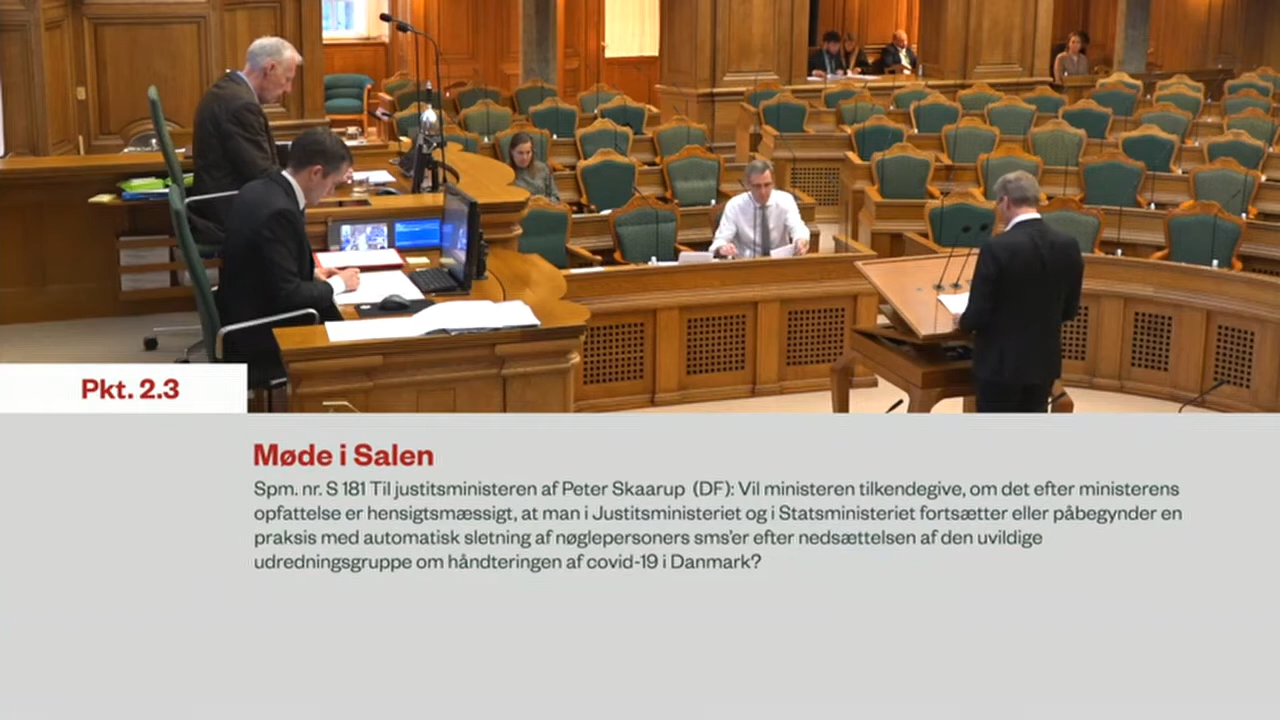 Pkt. 2.3
Møde i Salen
Spm. nr. S 181 Til justitsministeren af Peter Skaarup (DF): Vil ministeren tilkendegive, om det efter ministerens
opfattelse er hensigtsmæssigt, at man i Justitsministeriet og i Statsministeriet fortsætter eller påbegynder en
praksis med automatisk sletning af nøglepersoners sms'er efter nedsættelsen af den uvildige
udredningsgruppe om håndteringen af covid-19 i Danmark?